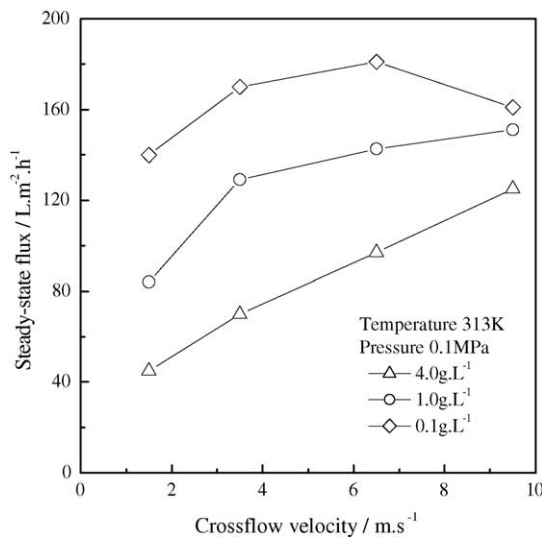 200
160
120
80
40
0
Steady-state flux / L.m⁻².h⁻¹
Temperature 313K
Pressure 0.1MPa
4.0g.L⁻¹
1.0g.L⁻¹
0.1g.L⁻¹
0 2 4 6 8 10
Crossflow velocity / m.s⁻¹